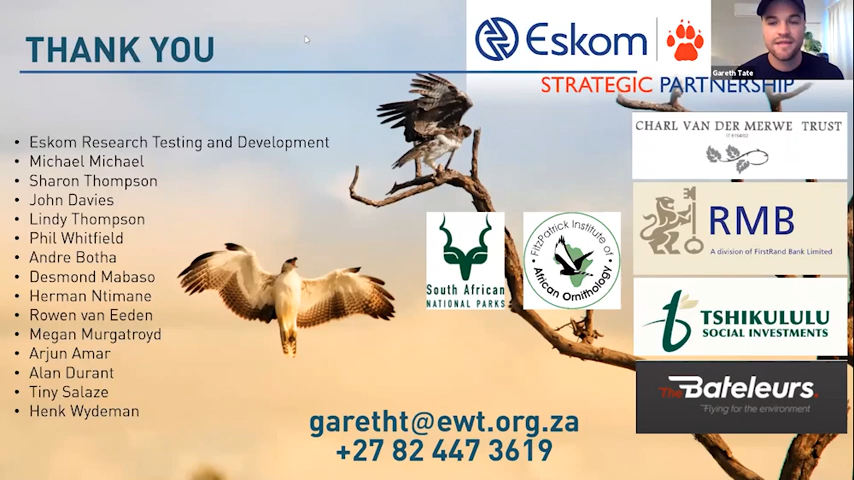 THANK YOU
Eskom
STRATEGIC PARTNERSHIP
Gareth Tate
• Eskom Research Testing and Development
• Michael Michael
• Sharon Thompson
• John Davies
• Lindy Thompson
• Phil Whitfield
• Andre Botha
• Desmond Mabaso
• Herman Ntimane
• Rowen van Eeden
• Megan Murgatroyd
• Arjun Amar
• Alan Durant
• Tiny Salaze
• Henk Wydeman
South African
NATIONAL PARKS
FitzPatrick Institute of
African Ornithology
CHARL VAN DER MERWE TRUST
RMB
A division of FirstRand Bank Limited
TSHIKULULU
SOCIAL INVESTMENTS
The Bateleurs.
Flying for the environment
garetht@ewt.org.za
+27 82 447 3619